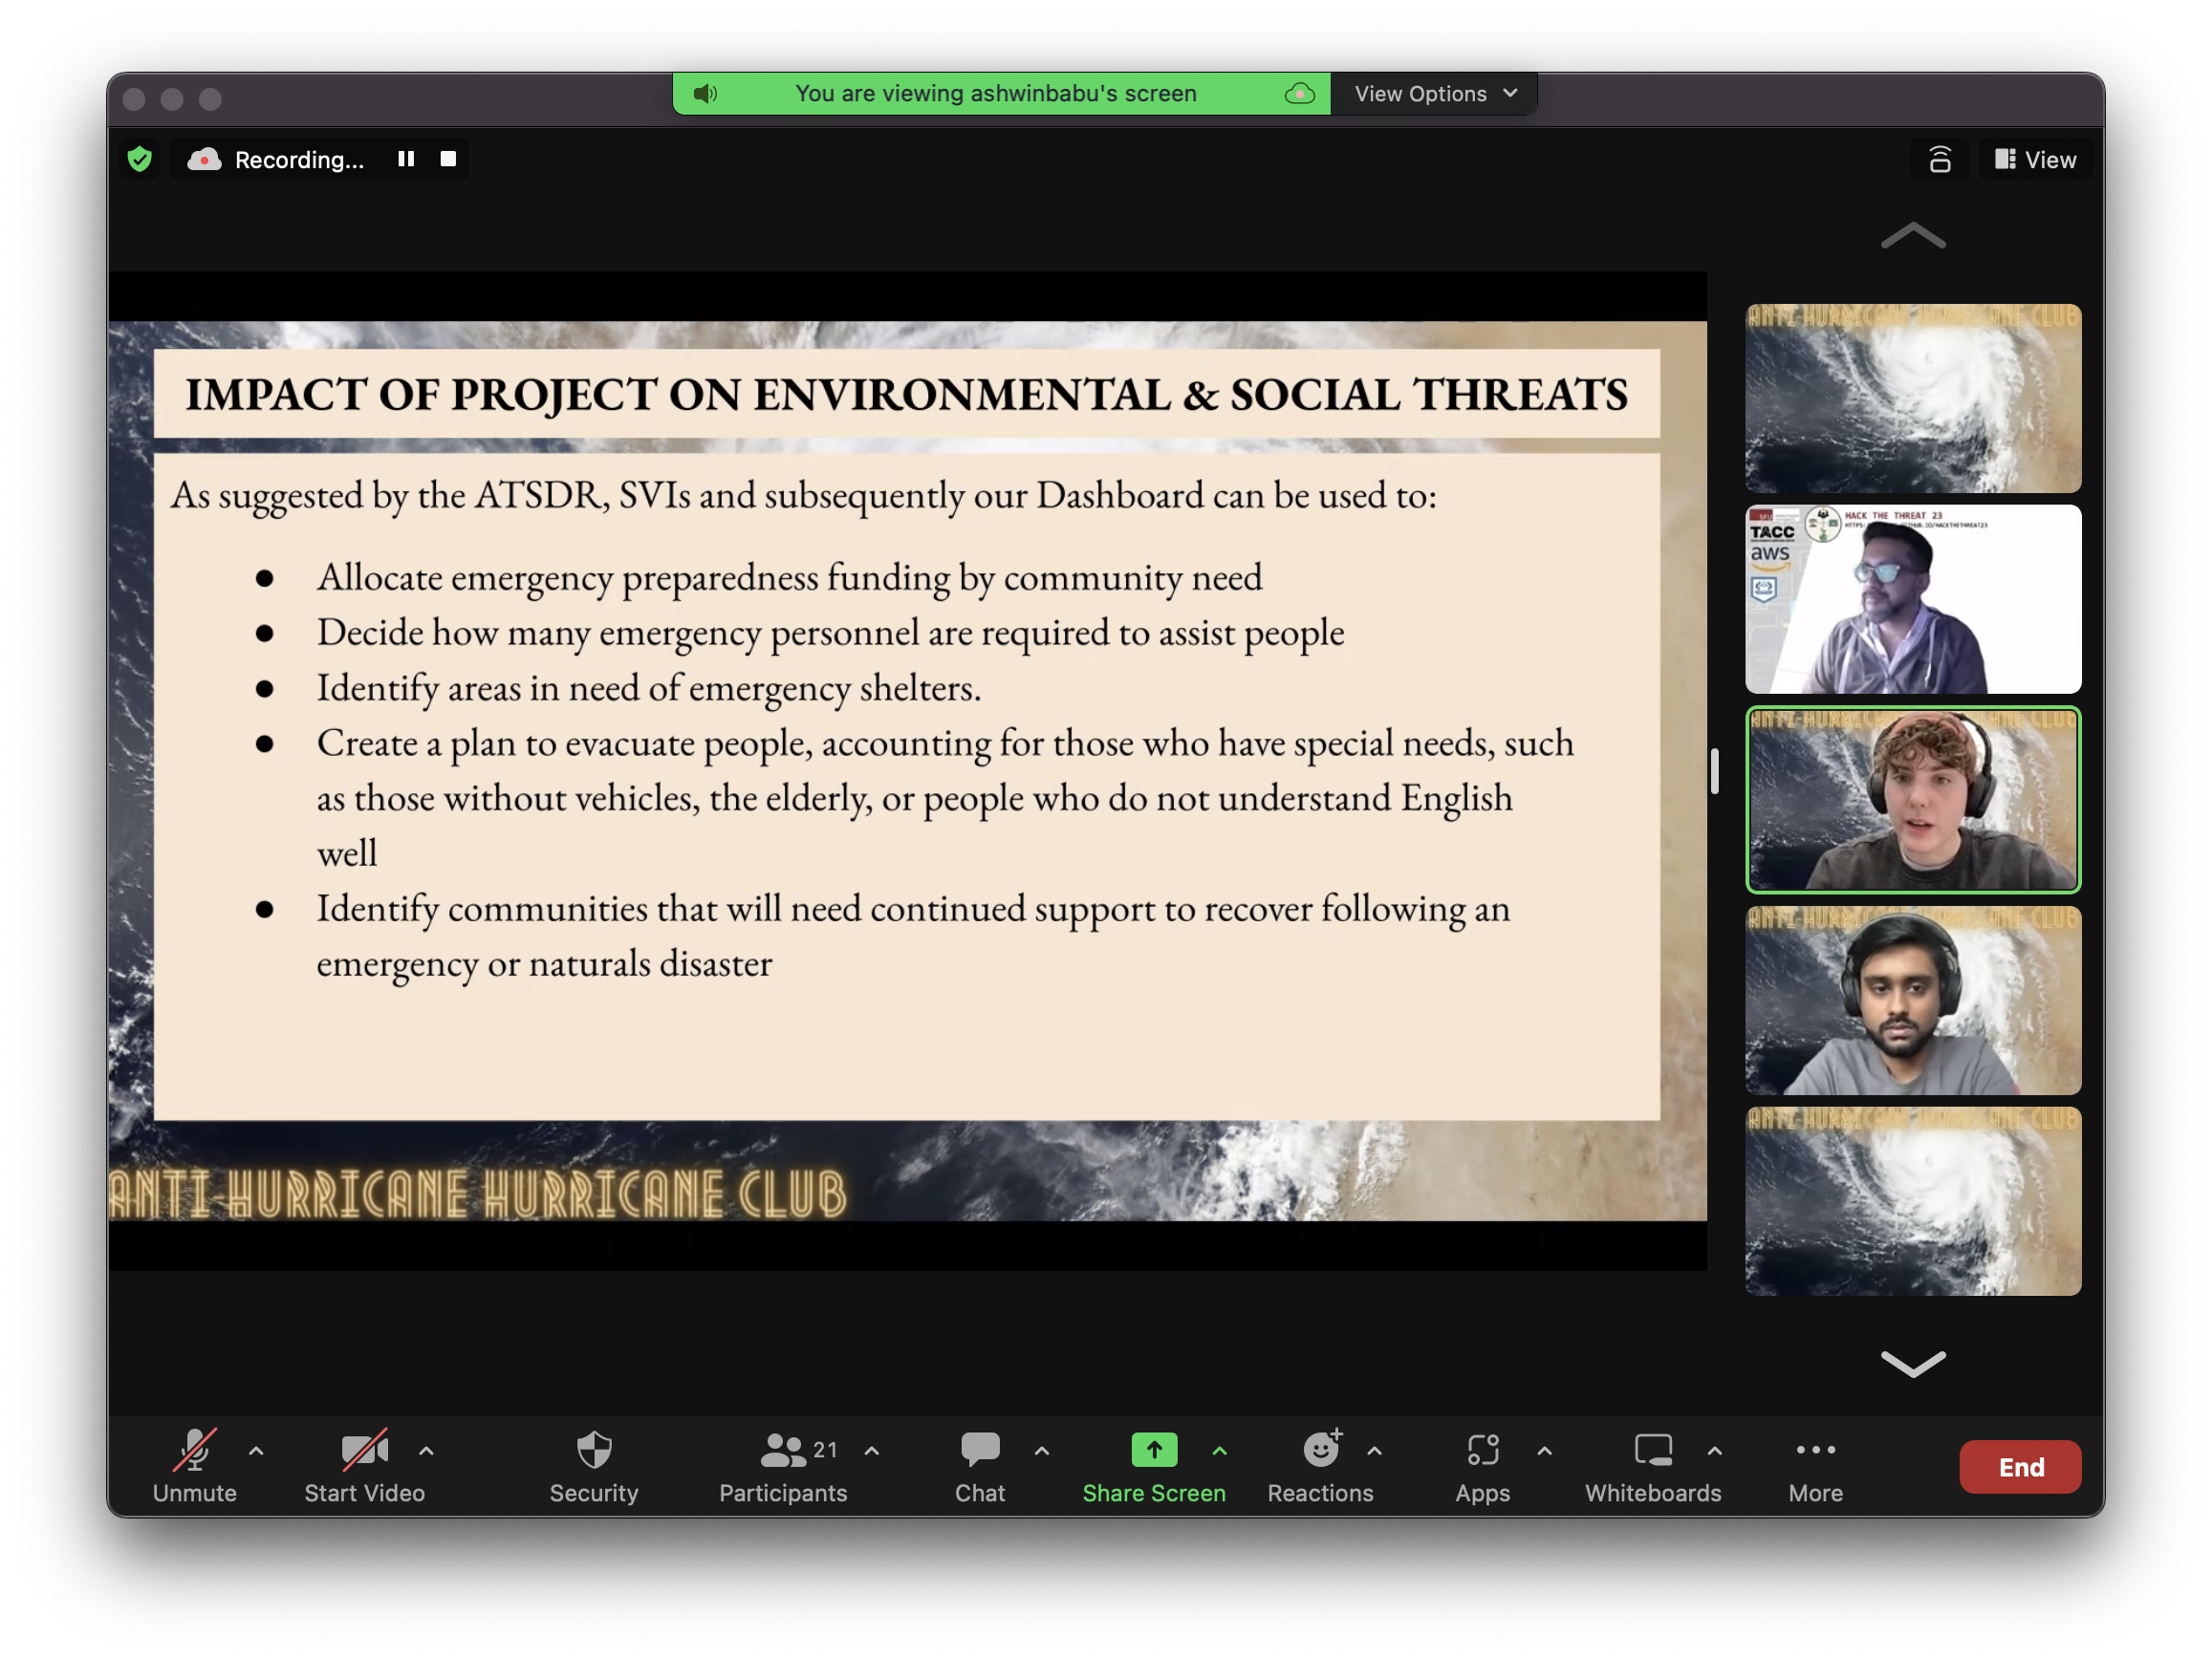 You are viewing ashwinbabu's screen
View Options
Recording...
View
IMPACT OF PROJECT ON ENVIRONMENTAL & SOCIAL THREATS
As suggested by the ATSDR, SVIs and subsequently our Dashboard can be used to:
● Allocate emergency preparedness funding by community need
● Decide how many emergency personnel are required to assist people
● Identify areas in need of emergency shelters.
● Create a plan to evacuate people, accounting for those who have special needs, such
as those without vehicles, the elderly, or people who do not understand English
well
● Identify communities that will need continued support to recover following an
emergency or naturals disaster
ANTI-HURRICANE HURRICANE CLUB
ANTI-HURRICANE HURRICANE CLUB
SFU
HACK THE THREAT 23
TACC
aws
ANTI-HURRICANE CLUB
ANTI-HURRICANE CLUB
ANTI-HURRICANE HURRICANE CLUB
Unmute
Start Video
Security
21
Participants
Chat
Share Screen
Reactions
Apps
Whiteboards
More
End